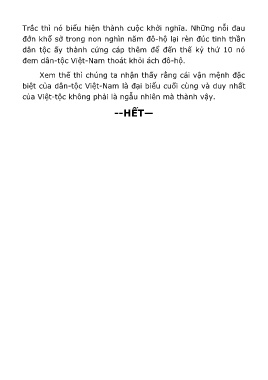 Trắc thì nó biểu hiện thành cuộc khởi nghĩa. Những nỗi đau
đớn khổ sở trong non nghìn năm đô-hộ lại rèn đúc tinh thần
dân tộc ấy thành cứng cáp thêm để đến thế kỷ thứ 10 nó
đem dân-tộc Việt-Nam thoát khỏi ách đô-hộ.
Xem thế thì chúng ta nhận thấy rằng cái vận mệnh đặc
biệt của dân-tộc Việt-Nam là đại biểu cuối cùng và duy nhất
của Việt-tộc không phải là ngẫu nhiên mà thành vậy.
--HẾT—